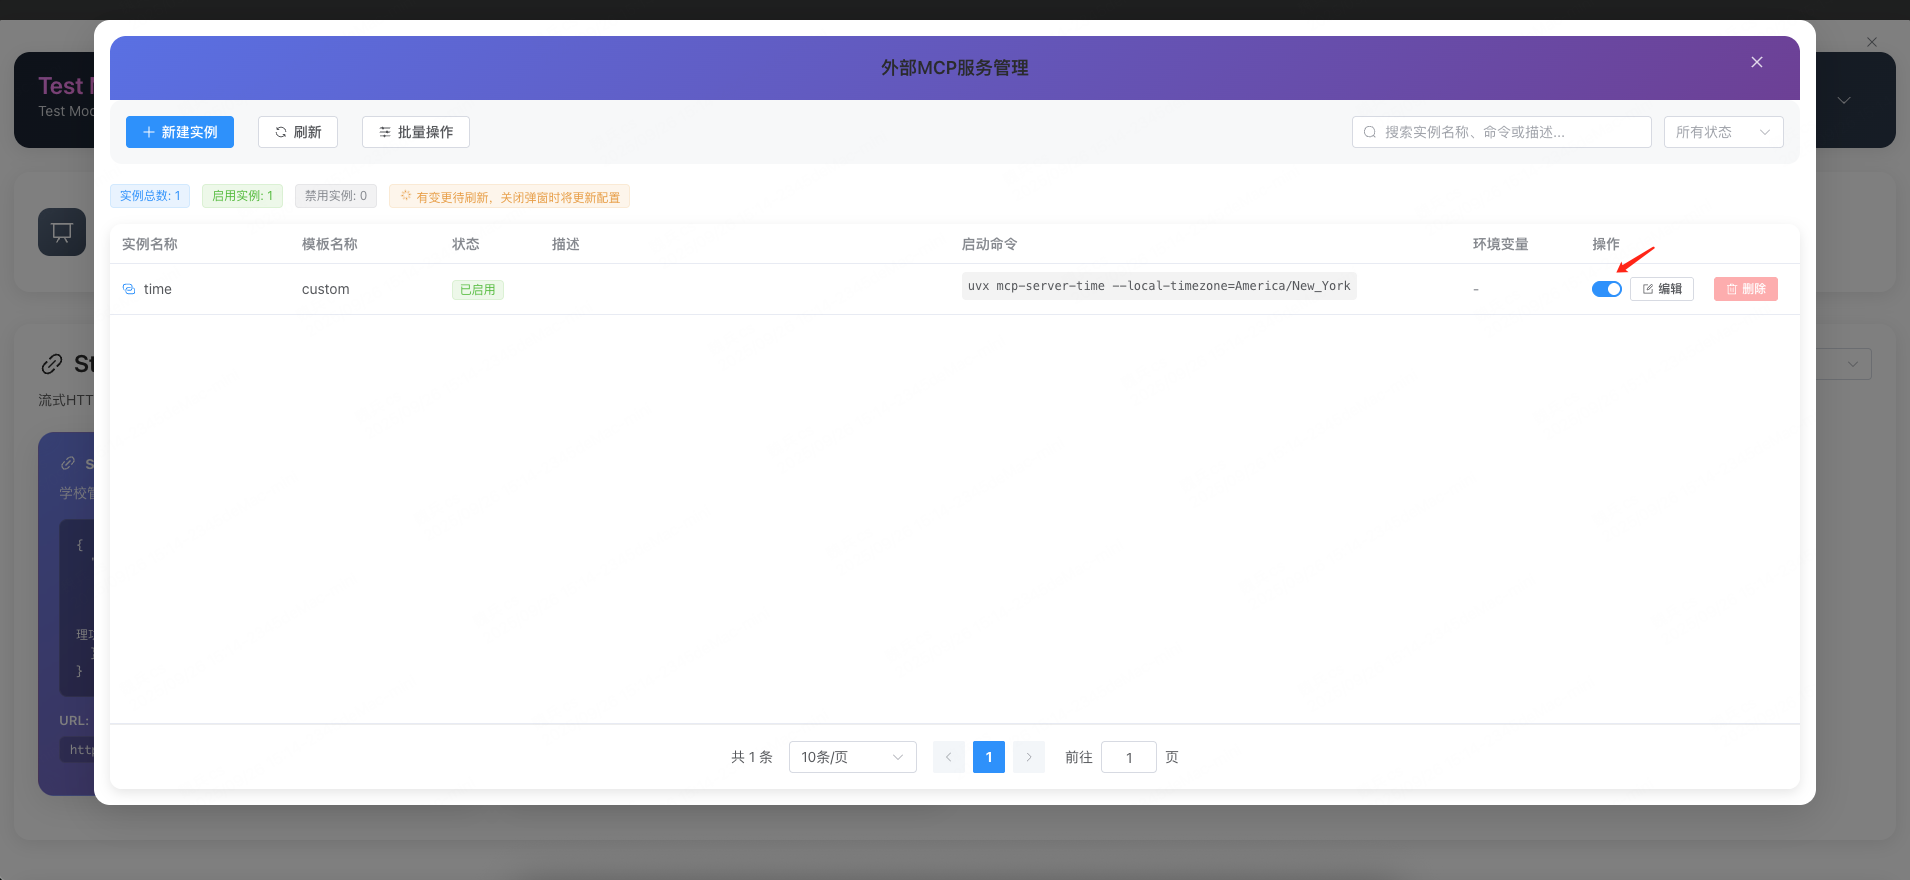 外部MCP服务管理
Test
Test Mod
新建实例
刷新
批量操作
搜索实例名称、命令或描述...
所有状态
实例总数: 1
启用实例: 1
禁用实例: 0
有变更待刷新，关闭弹窗时将更新配置
实例名称
模板名称
状态
描述
启动命令
环境变量
操作
time
custom
已启用
uvx mcp-server-time --local-timezone=America/New_York
-
编辑
删除
St
流式HTT
S
学校管
{
理功
}
}
URL:
http
共 1 条
10条/页
1
前往
1
页